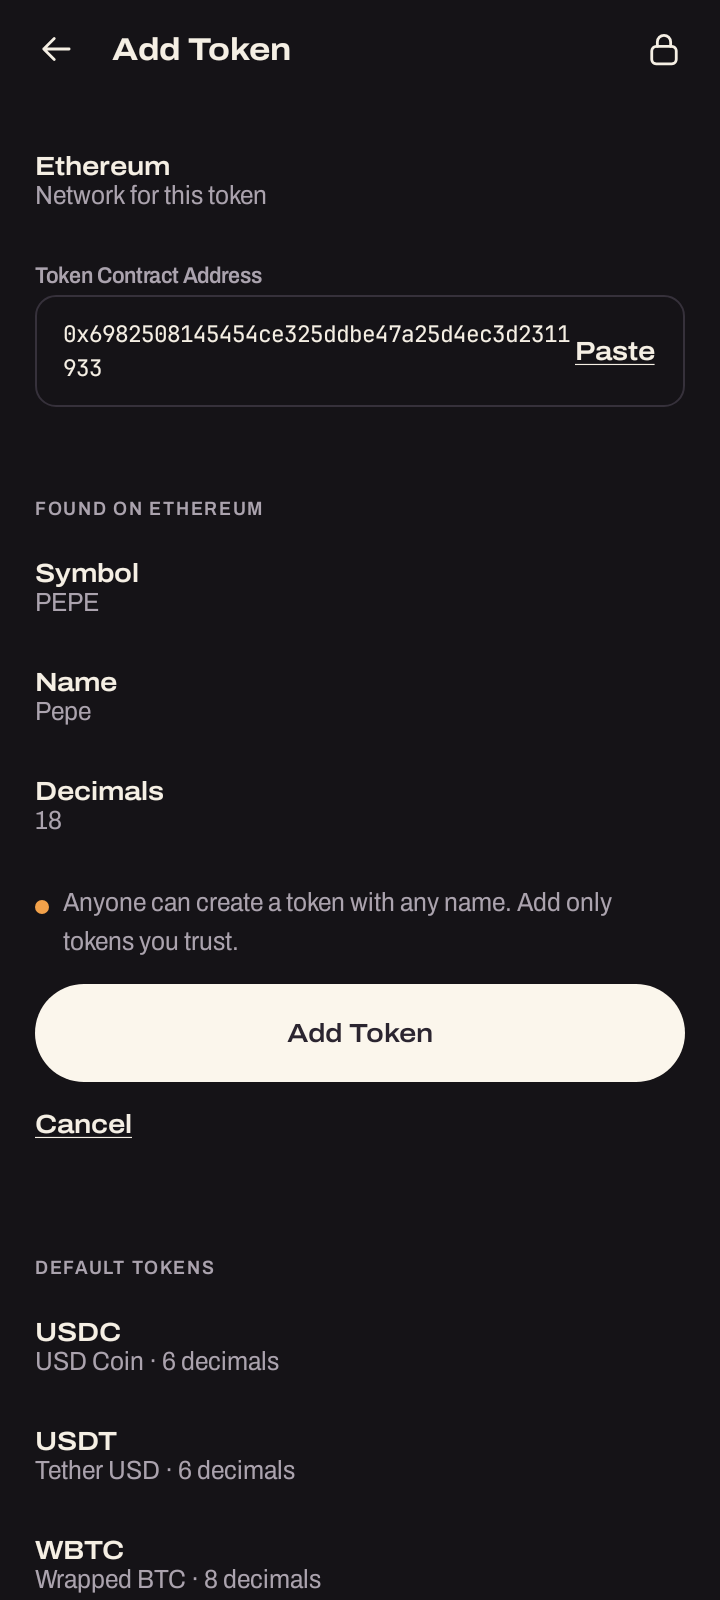 Add Token
Ethereum
Network for this token
Token Contract Address
0x6982508145454ce325ddbe47a25d4ec3d2311
933
Paste
FOUND ON ETHEREUM
Symbol
PEPE
Name
Pepe
Decimals
18
Anyone can create a token with any name. Add only
tokens you trust.
Add Token
Cancel
DEFAULT TOKENS
USDC
USD Coin · 6 decimals
USDT
Tether USD · 6 decimals
WBTC
Wrapped BTC · 8 decimals